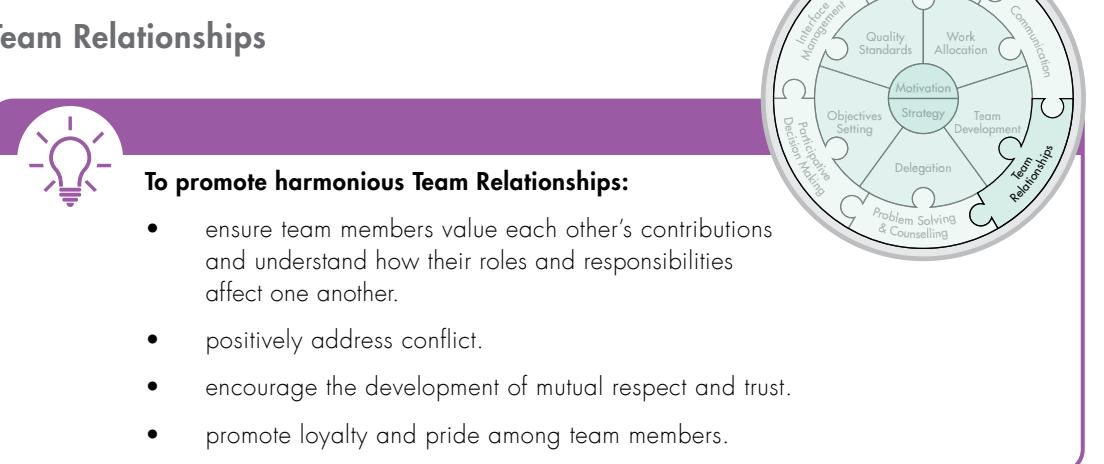 Team Relationships
Interface
Management
Communication
Quality
Standards
Work
Allocation
Motivation
Strategy
Objectives
Setting
Team
Development
Participative
Decision Making
Delegation
Team
Relationships
Problem Solving
& Counselling
To promote harmonious Team Relationships:
• ensure team members value each other’s contributions
and understand how their roles and responsibilities
affect one another.
• positively address conflict.
• encourage the development of mutual respect and trust.
• promote loyalty and pride among team members.